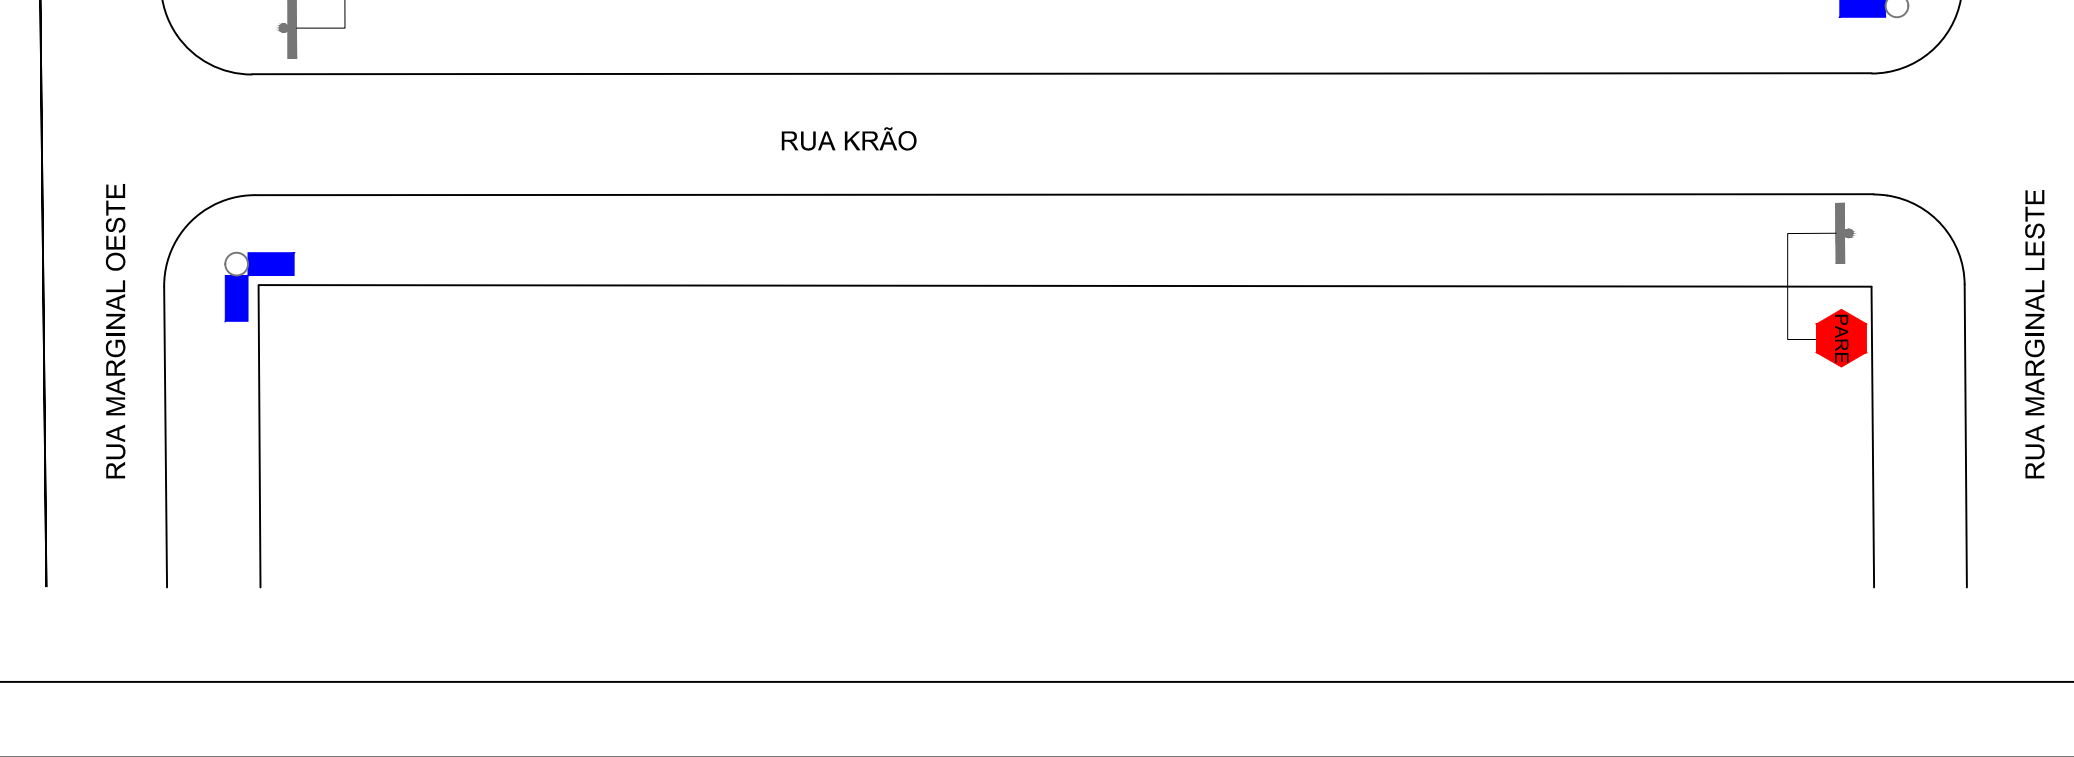 RUA KRÃO
RUA MARGINAL OESTE
RUA MARGINAL LESTE
PARE